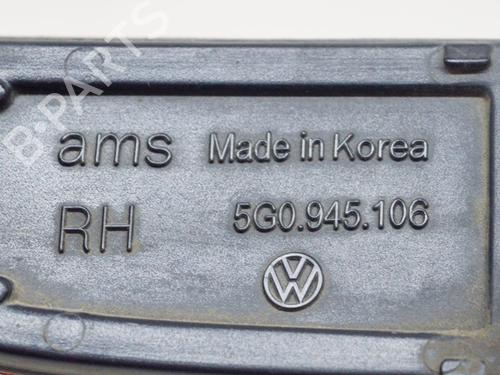 B-PARTS
ams Made in Korea
RH 5G0.945.106